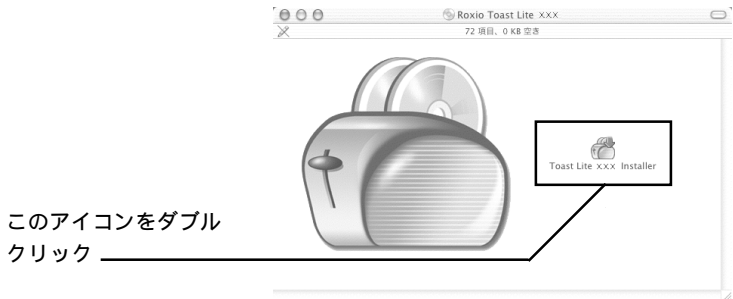 Roxio Toast Lite XXX
72 項目、0 KB 空き
Toast Lite XXX Installer
このアイコンをダブル
クリック